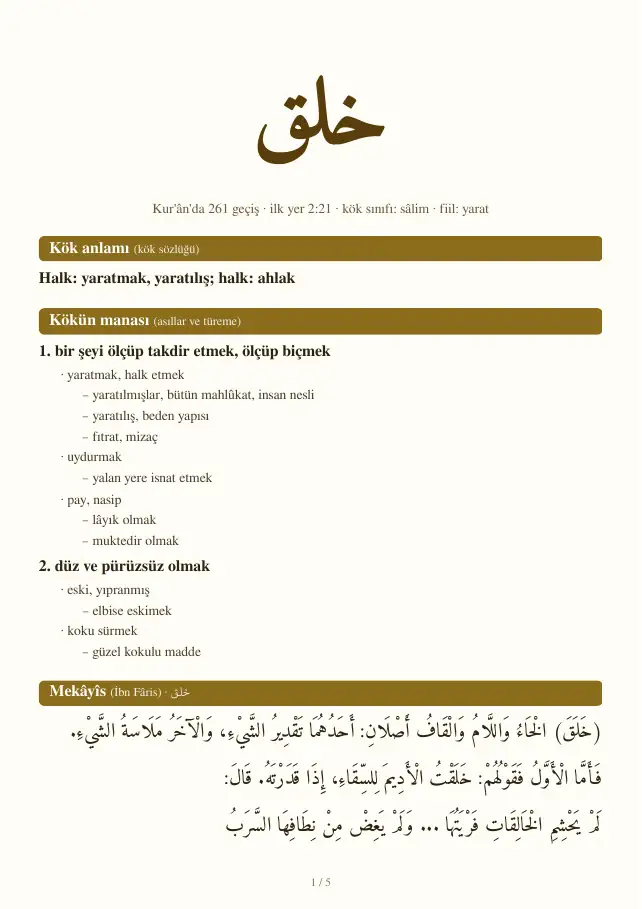 خلق
Kur'ân'da 261 geçiş · ilk yer 2:21 · kök sınıfı: sâlim · fiil: yarat
Kök anlamı (kök sözlüğü)
Halk: yaratmak, yaratılış; halk: ahlak
Kökün manası (asıllar ve türeme)
1. bir şeyi ölçüp takdir etmek, ölçüp biçmek
· yaratmak, halk etmek
– yaratılmışlar, bütün mahlûkat, insan nesli
– yaratılış, beden yapısı
– fıtrat, mizaç
· uydurmak
– yalan yere isnat etmek
· pay, nasip
– lâyık olmak
– muktedir olmak
2. düz ve pürüzsüz olmak
· eski, yıpranmış
– elbise eskimek
· koku sürmek
– güzel kokulu madde
Mekâyîs (İbn Fâris) · خلق
(خَلَقَ) الْخَاءُ وَاللَّامُ وَالْقَافُ أَصْلَانِ: أَحَدُهُمَا تَقْدِيرُ الشَّيْءِ، وَالْآخَرُ مَلَاسَةُ الشَّيْءِ.
فَأَمَّا الْأَوَّلُ فَقَوْلُهُمْ: خَلَقْتُ الْأَدِيمَ لِلسِّقَاءِ، إِذَا قَدَرْتَهُ. قَالَ:
لَمْ يَحْشِمِ الْخَالِقَاتِ فَرْيَتُهَا ... وَلَمْ يَغِضْ مِنْ نِطَافِهَا السَّرَبُ
1 / 5